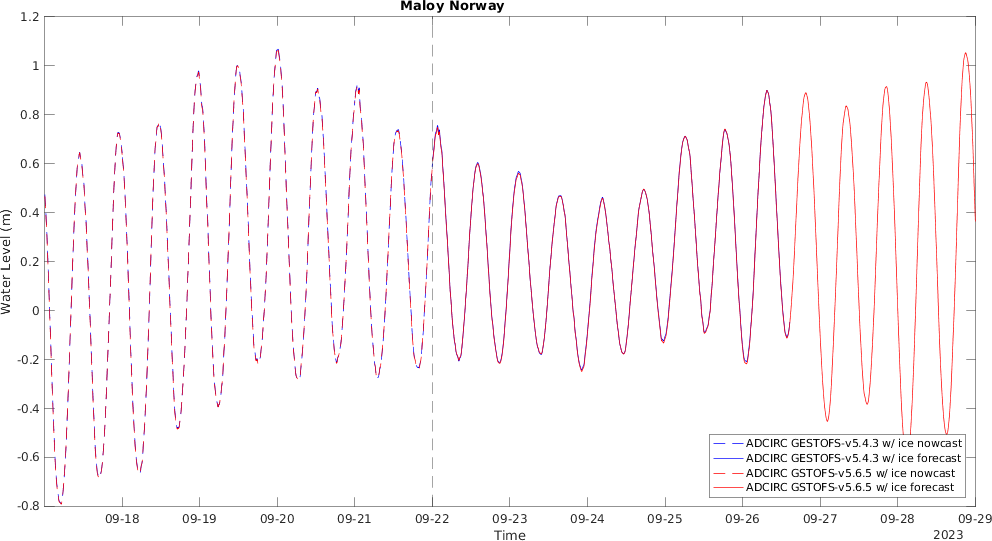 Maloy Norway
1.2
1
0.8
0.6
0.4
0.2
0
-0.2
-0.4
-0.6
-0.8
Water Level (m)
ADCIRC GESTOFS-v5.4.3 w/ ice nowcast
ADCIRC GESTOFS-v5.4.3 w/ ice forecast
ADCIRC GSTOFS-v5.6.5 w/ ice nowcast
ADCIRC GSTOFS-v5.6.5 w/ ice forecast
09-18 09-19 09-20 09-21 09-22 09-23 09-24 09-25 09-26 09-27 09-28 09-29
Time
2023